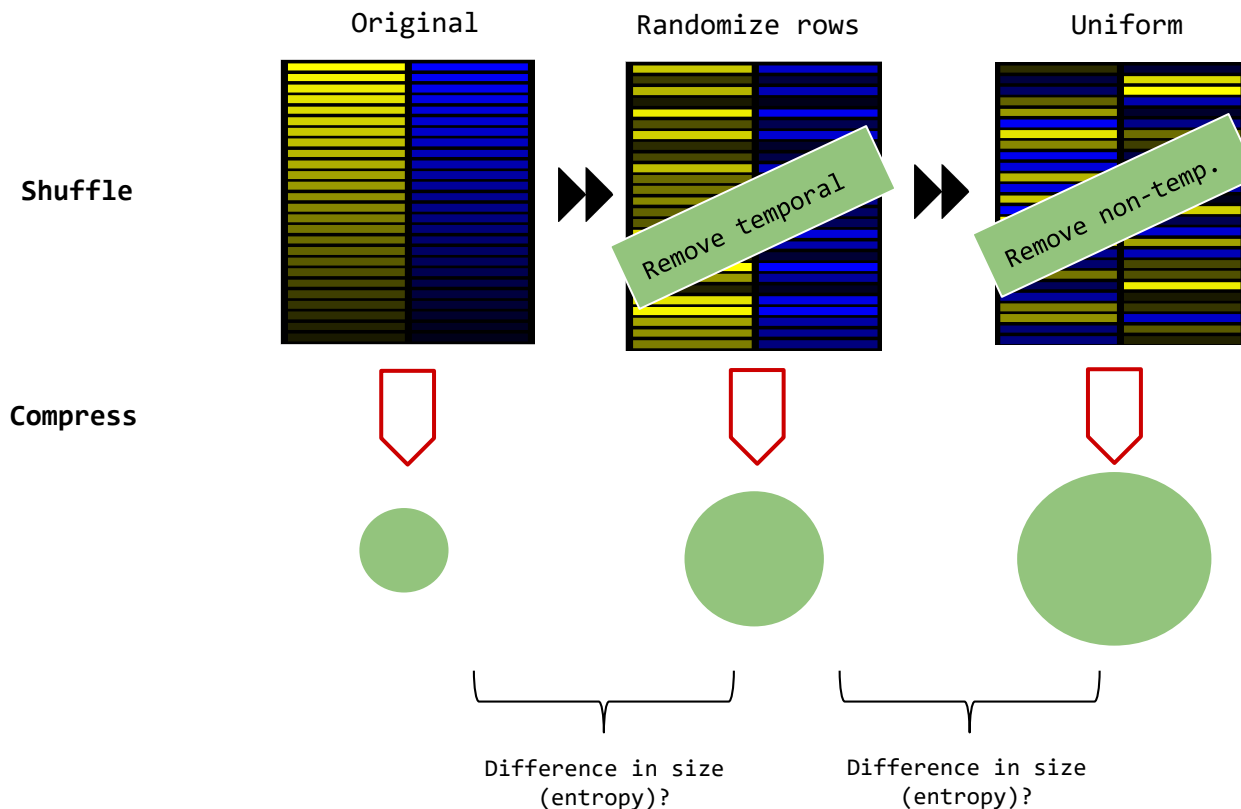 Original
Randomize rows
Uniform
Shuffle
Remove temporal
Remove non-temp.
Compress
Difference in size
(entropy)?
Difference in size
(entropy)?